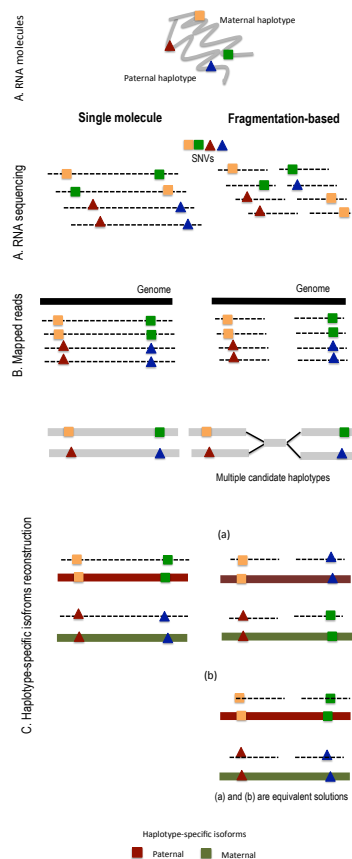 A. RNA molecules
Maternal haplotype
Paternal haplotype
Single molecule
Fragmentation-based
SNVs
A. RNA sequencing
Genome
Genome
B. Mapped reads
Multiple candidate haplotypes
C. Haplotype-specific isofroms reconstruction
(a)
(b)
(a) and (b) are equivalent solutions
Haplotype-specific isoforms
Paternal
Maternal